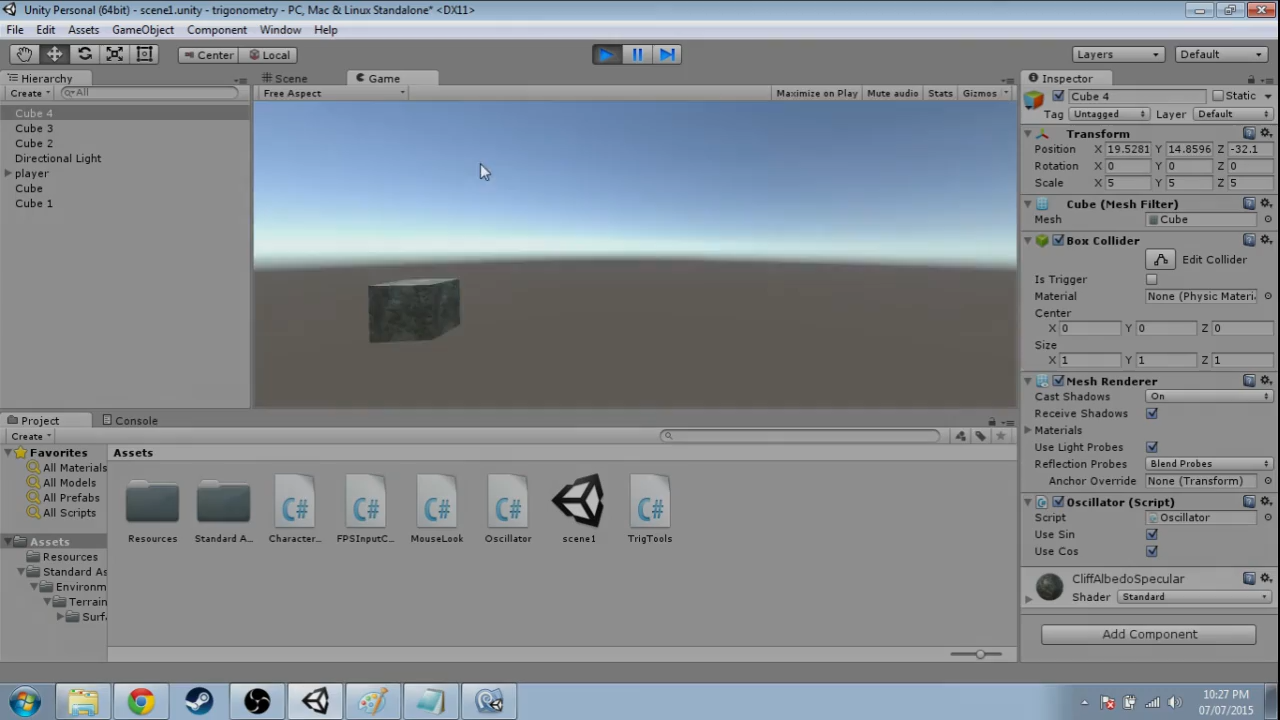 Unity Personal (64bit) - scene1.unity - trigonometry - PC, Mac & Linux Standalone* <DX11>
File Edit Assets GameObject Component Window Help
Center Local Layers Default
Hierarchy Scene Game Inspector
Create All Free Aspect Maximize on Play Mute audio Stats Gizmos Cube 4 Static
Cube 4 Tag Untagged Layer Default
Cube 3 Transform
Cube 2 Position X 19.5281 Y 14.8596 Z -32.1
Directional Light Rotation X 0 Y 0 Z 0
player Scale X 5 Y 5 Z 5
Cube Cube (Mesh Filter)
Cube 1 Mesh Cube
Box Collider
Edit Collider
Is Trigger
Material None (Physic Materi
Center
X 0 Y 0 Z 0
Size
X 1 Y 1 Z 1
Mesh Renderer
Cast Shadows On
Receive Shadows
Materials
Use Light Probes
Reflection Probes Blend Probes
Anchor Override None (Transform)
Oscillator (Script)
Script Oscillator
Use Sin
Use Cos
CliffAlbedoSpecular
Shader Standard
Add Component
Project Console
Create
Favorites Assets
All Materials
All Models
All Prefabs
All Scripts
Assets
Resources
Standard As
Environm
Terrain
Surfa
Resources Standard A... Character... FPSInputC... MouseLook Oscillator scene1 TrigTools
C# C# C# C# C#
10:27 PM
07/07/2015